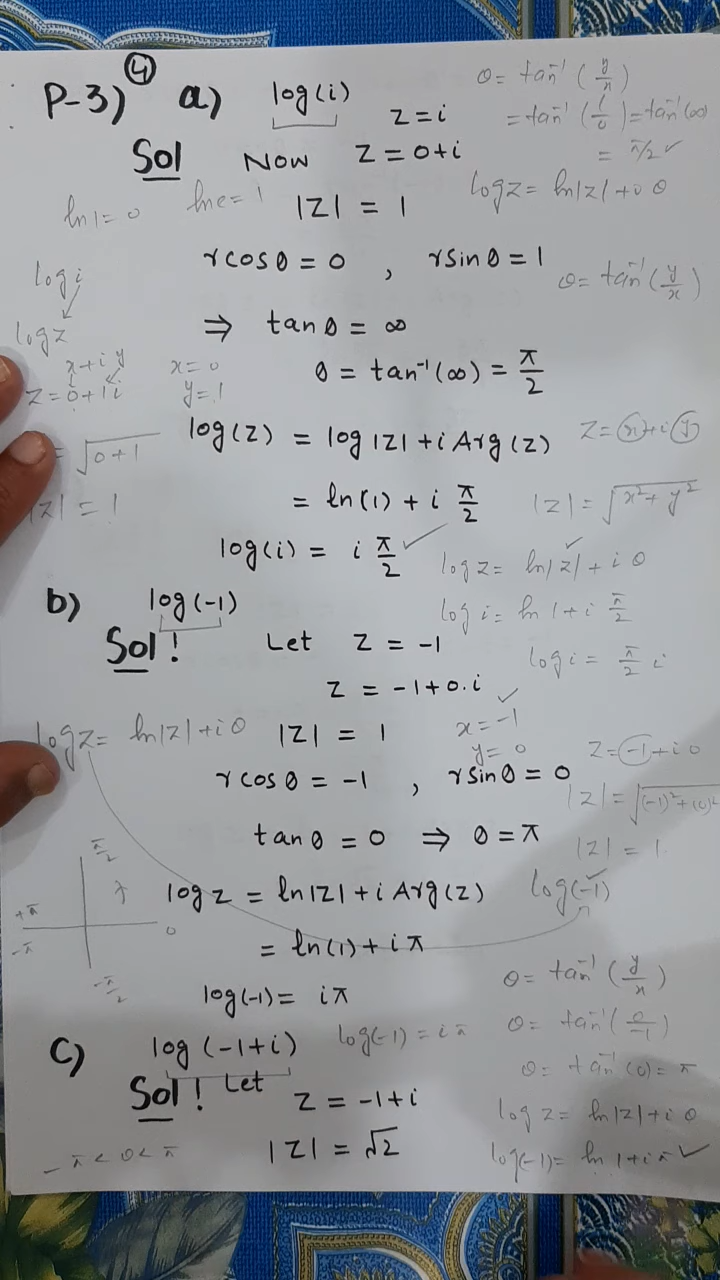 P-3) ④ a) log(i)
z = i
θ = tan⁻¹(y/x)
= tan⁻¹(1/0) = tan⁻¹(∞)
= π/2 ✓
Sol Now z = 0+i
ln 1 = 0 ln e = 1 |z| = 1
log z = ln|z| + i θ
r cos θ = 0 , r sin θ = 1
θ = tan⁻¹(y/x)
log i
log z
⇒ tan θ = ∞
x+iy
z = 0+1i
x = 0
y = 1
θ = tan⁻¹(∞) = π/2
= √0+1
|z| = 1
log(z) = log|z| + i Arg(z)
z = x+iy
= ln(1) + i π/2
|z| = √x²+y²
log(i) = i π/2 ✓
log z = ln|z| + i θ
log i = ln 1 + i π/2
log i = π/2 i
b) log(-1)
Sol! Let z = -1
z = -1+0.i
log z = ln|z| + i θ
|z| = 1
x = -1
y = 0
z = -1+i0
|z| = √(-1)²+(0)²
|z| = 1
r cos θ = -1 , r sin θ = 0
tan θ = 0 ⇒ θ = π
π/2
+π
-π
0
-π/2
log z = ln|z| + i Arg(z)
log(-1)
= ln(1) + i π
log(-1) = iπ
θ = tan⁻¹(y/x)
θ = tan⁻¹(0/-1)
θ = tan⁻¹(0) = π
log z = ln|z| + i θ
log(-1) = ln 1 + i π ✓
c) log(-1+i)
log(-1) = i π
Sol! Let z = -1+i
|z| = √2
-π < θ < π